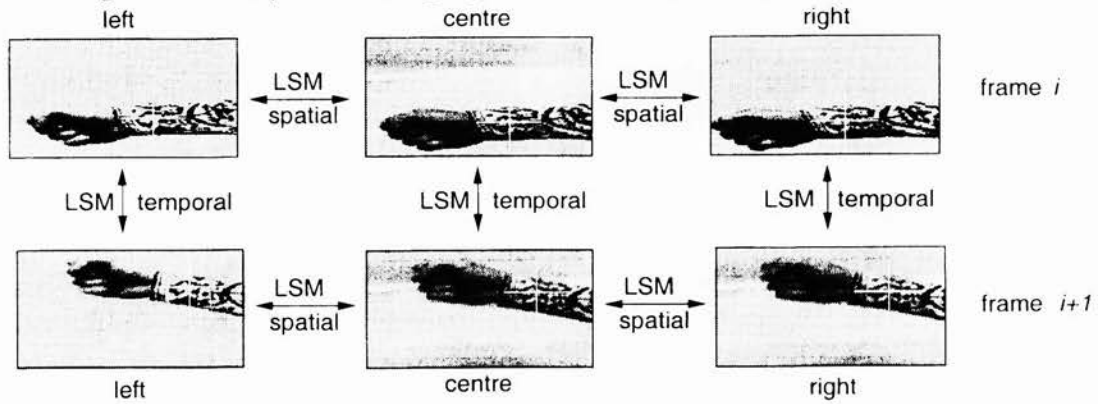 left centre right
LSM LSM frame i
spatial spatial
LSM temporal LSM temporal LSM temporal
LSM LSM
spatial spatial frame i+1
left centre right